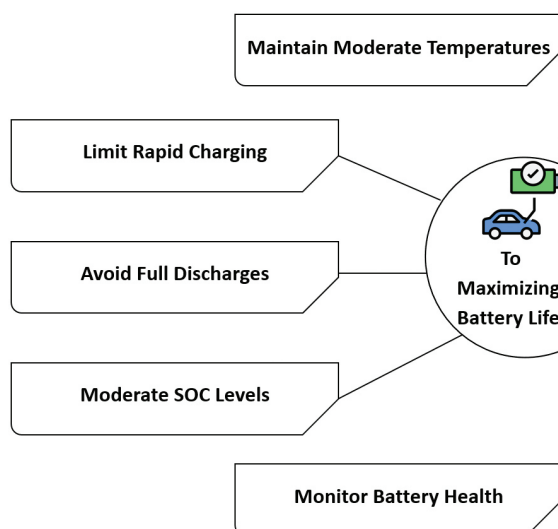 Maintain Moderate Temperatures
Limit Rapid Charging
Avoid Full Discharges
To
Maximizing
Battery Life
Moderate SOC Levels
Monitor Battery Health